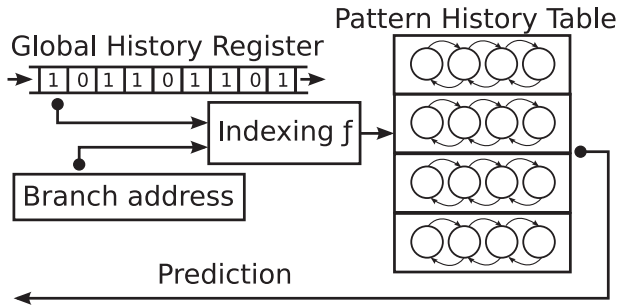 Pattern History Table
Global History Register
1 0 1 1 0 1 1 0 1
Indexing ƒ
Branch address
Prediction